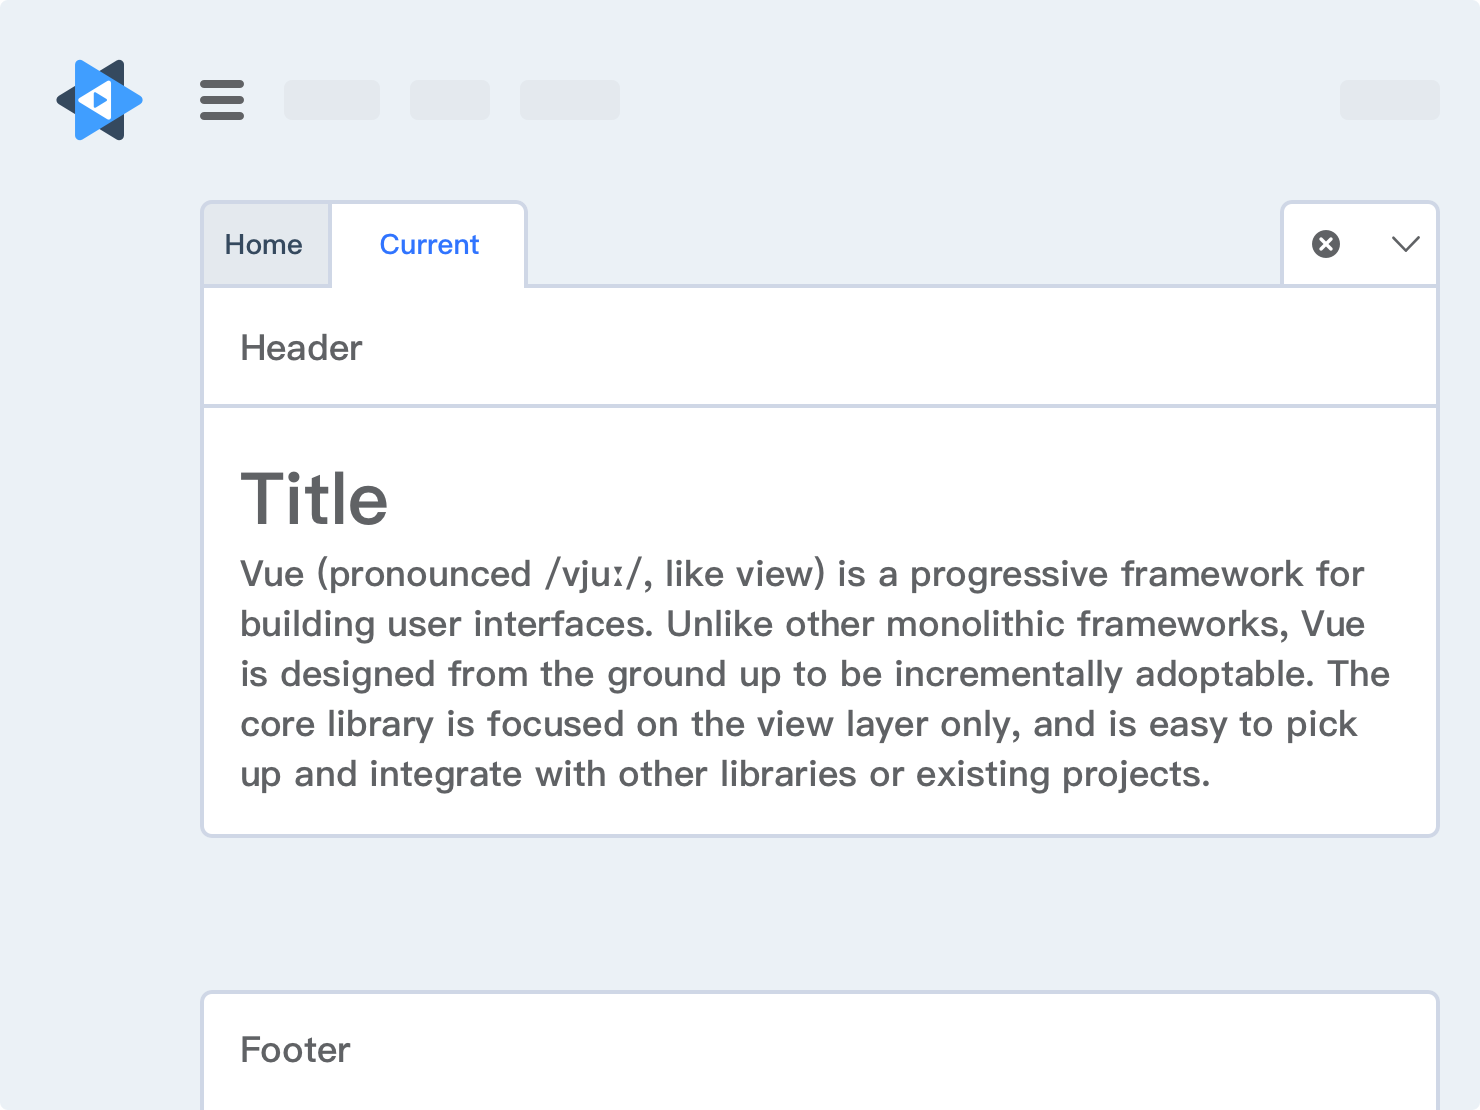 Home
Current
Header
Title
Vue (pronounced /vjuː/, like view) is a progressive framework for
building user interfaces. Unlike other monolithic frameworks, Vue
is designed from the ground up to be incrementally adoptable. The
core library is focused on the view layer only, and is easy to pick
up and integrate with other libraries or existing projects.
Footer